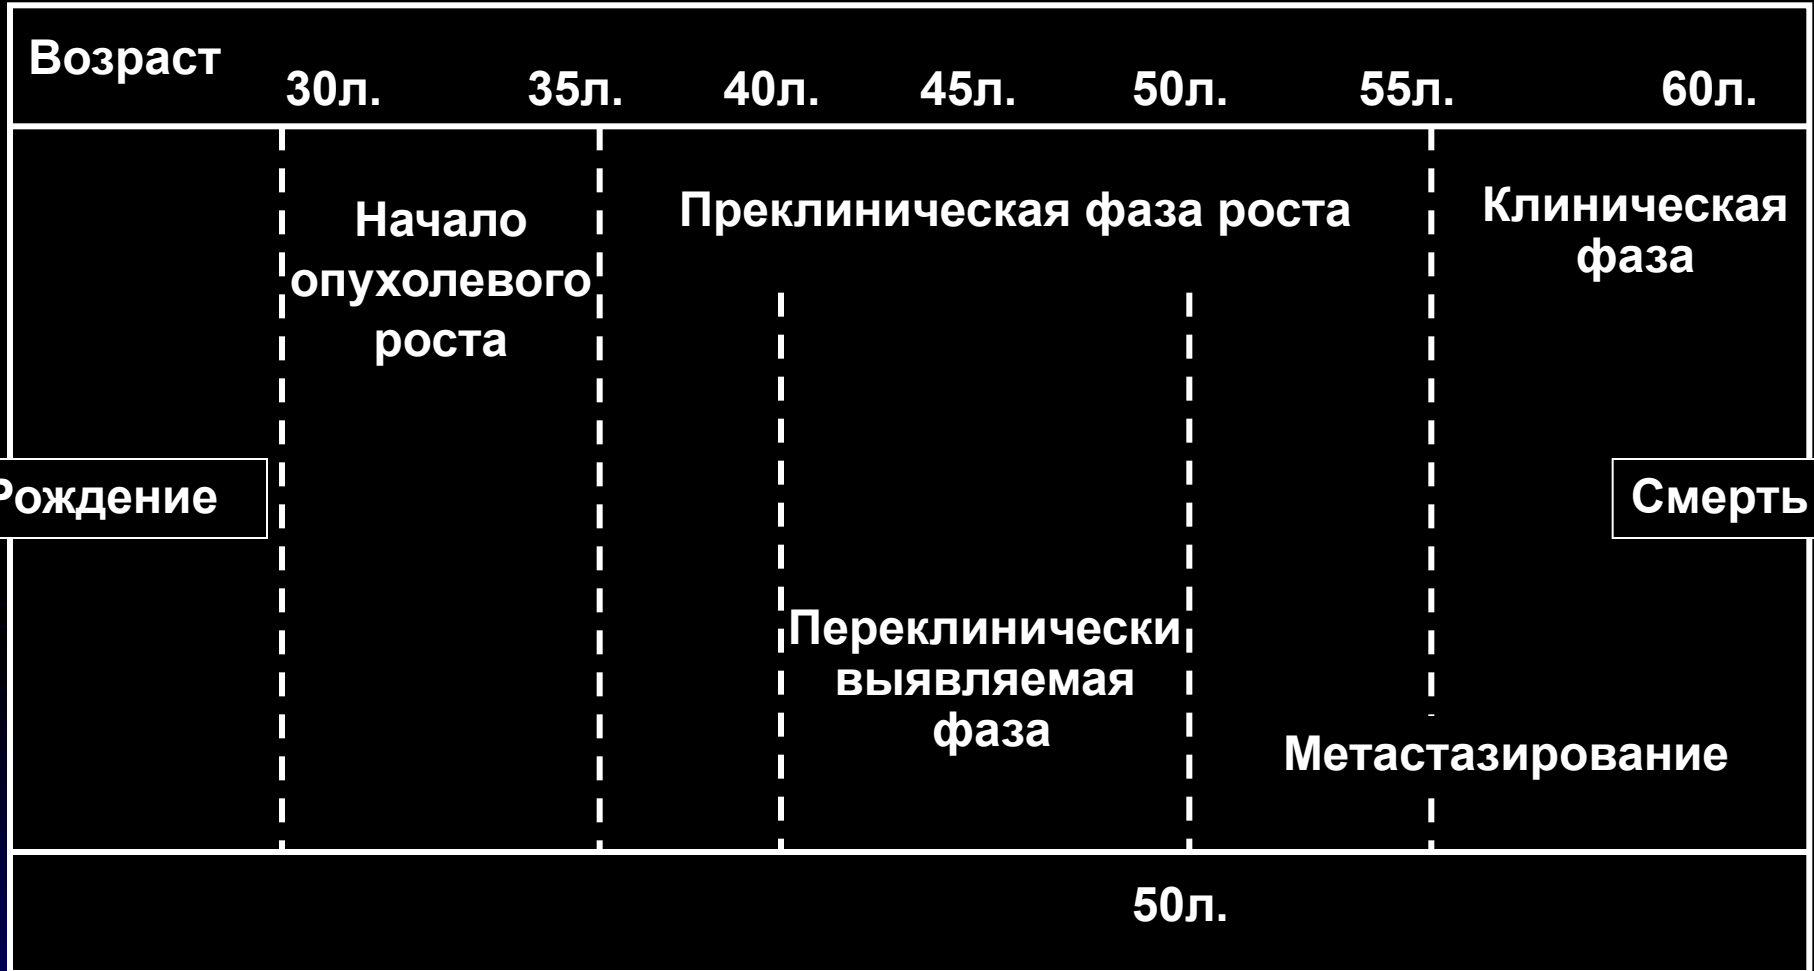 Возраст
30л. 35л. 40л. 45л. 50л. 55л. 60л.
Начало
опухолевого
роста
Преклиническая фаза роста
Клиническая
фаза
Рождение
Смерть
Переклинически
выявляемая
фаза
Метастазирование
50л.